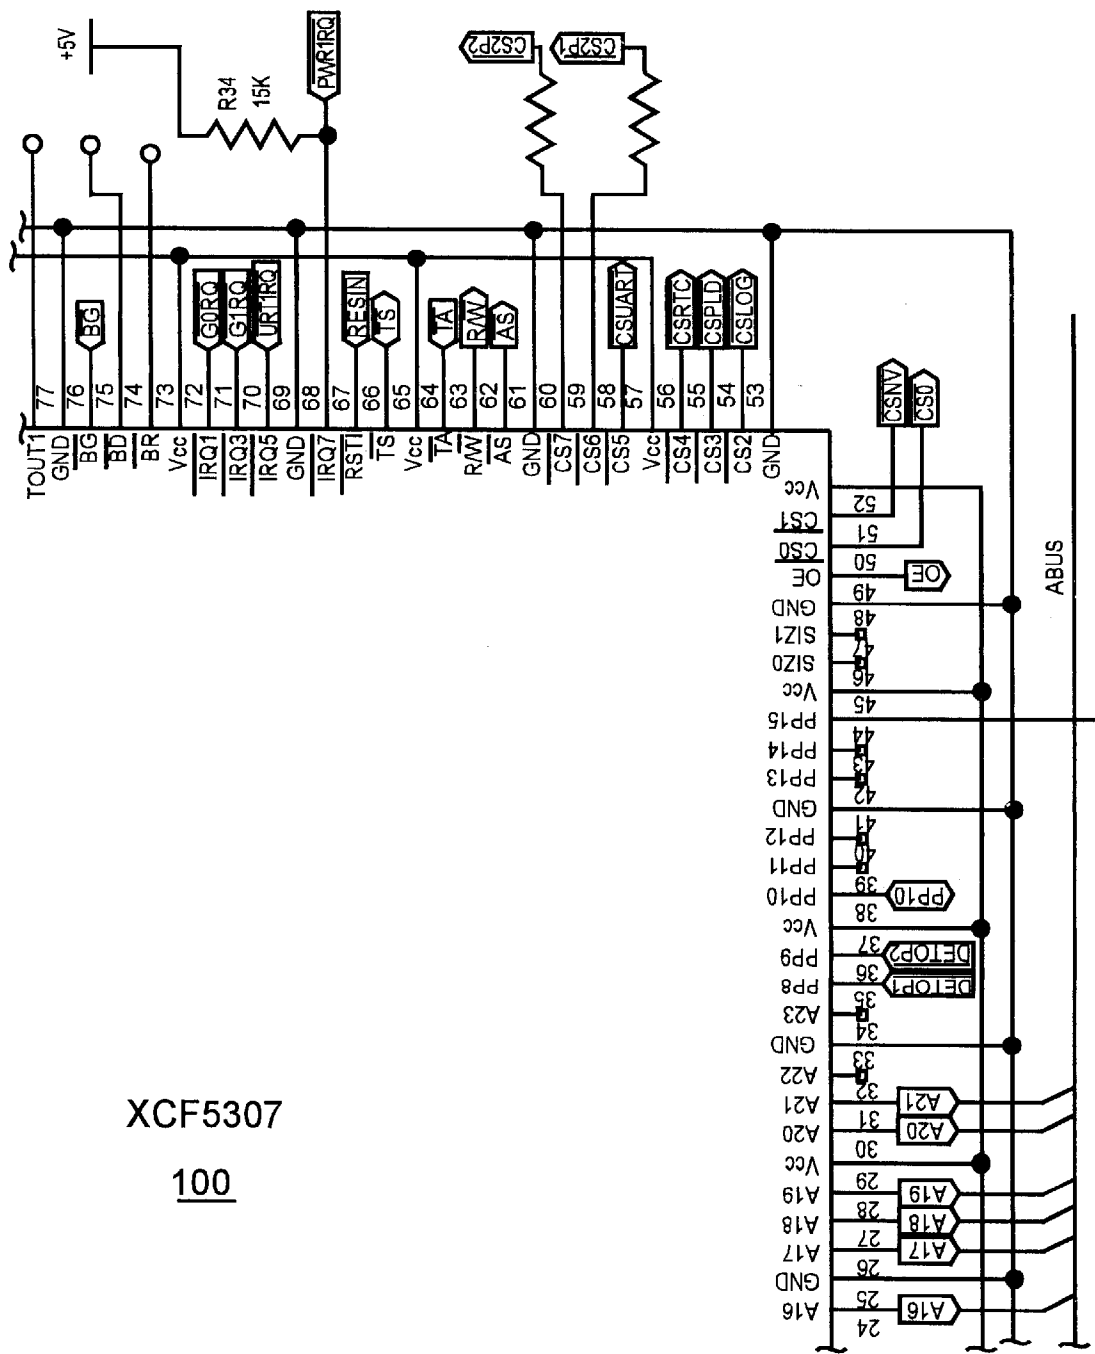 +5V
R34
15K
PWR1RQ
CS2P2
CS2P1
BG
G0RQ
G1RQ
URT1RQ
RESIN
TS
TA
R/W
AS
CSUART
CSRTC
CSPLD
CSLOG
77
76
75
74
73
72
71
70
69
68
67
66
65
64
63
62
61
60
59
58
57
56
55
54
53
TOUT1
GND
BG
BD
BR
Vcc
IRQ1
IRQ3
IRQ5
GND
IRQ7
RSTI
TS
Vcc
TA
R/W
AS
GND
CS7
CS6
CS5
Vcc
CS4
CS3
CS2
GND
CSNV
CS0
Vcc
52
CS1
51
CS0
50
OE
OE
49
GND
48
SIZ1
47
SIZ0
46
Vcc
45
PP15
44
PP14
43
PP13
42
GND
41
PP12
40
PP11
39
PP10
PP10
38
Vcc
37
PP9
DETOP2
36
PP8
DETOP1
35
A23
34
GND
33
A22
32
A21
A21
31
A20
A20
30
Vcc
29
A19
A19
28
A18
A18
27
A17
A17
26
GND
25
A16
A16
24
ABUS
XCF5307
100